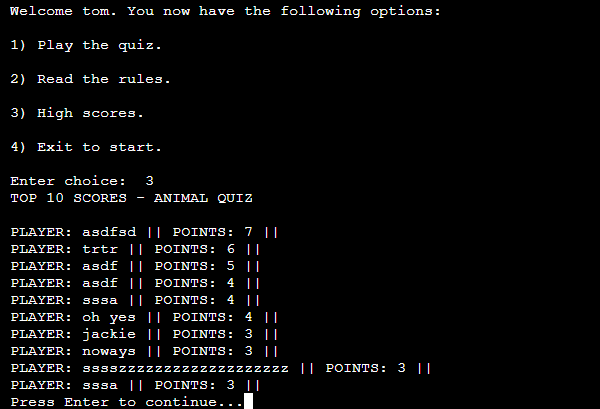 Welcome tom. You now have the following options:
1) Play the quiz.
2) Read the rules.
3) High scores.
4) Exit to start.
Enter choice:  3
TOP 10 SCORES - ANIMAL QUIZ
PLAYER: asdfsd || POINTS: 7 ||
PLAYER: trtr || POINTS: 6 ||
PLAYER: asdf || POINTS: 5 ||
PLAYER: asdf || POINTS: 4 ||
PLAYER: sssa || POINTS: 4 ||
PLAYER: oh yes || POINTS: 4 ||
PLAYER: jackie || POINTS: 3 ||
PLAYER: noways || POINTS: 3 ||
PLAYER: sssszzzzzzzzzzzzzzzzzzz || POINTS: 3 ||
PLAYER: sssa || POINTS: 3 ||
Press Enter to continue...